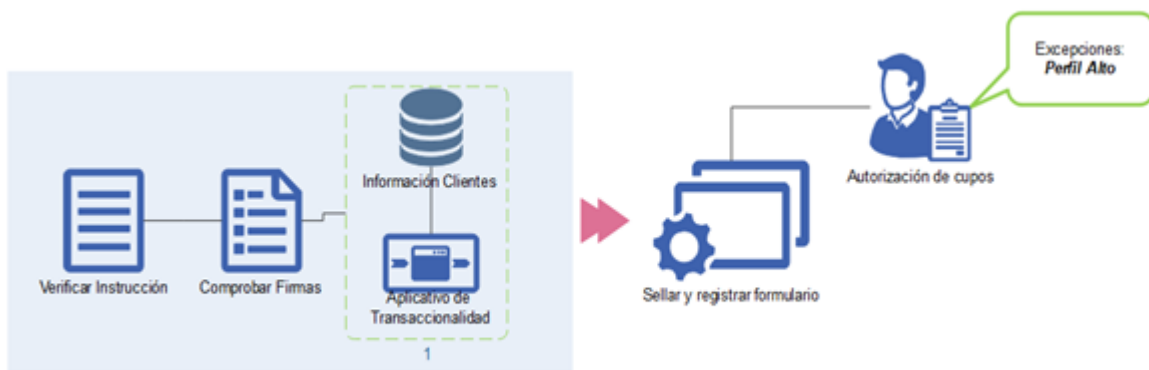 Excepciones:
Perfil Alto
Información Clientes
Autorización de cupos
Verificar Instrucción
Comprobar Firmas
Aplicativo de
Transaccionalidad
Sellar y registrar formulario
1